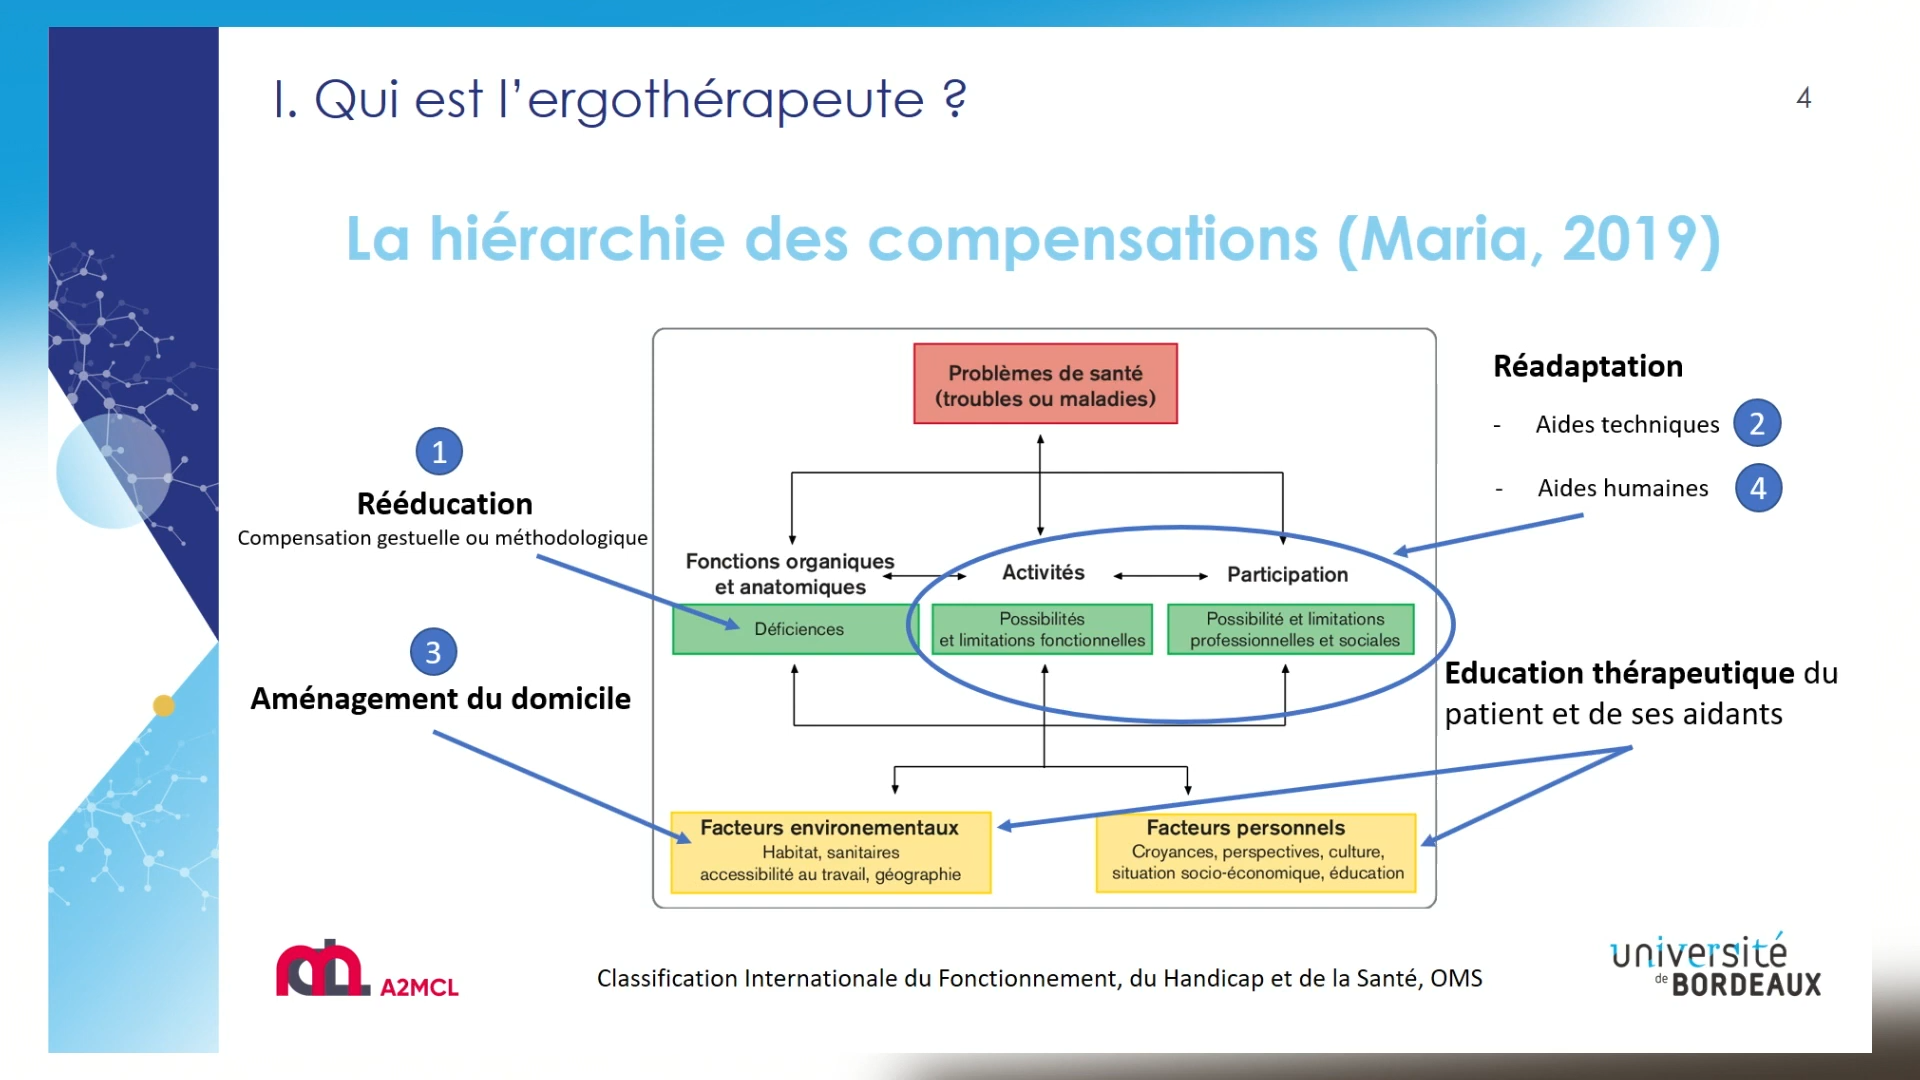 I. Qui est l'ergothérapeute ?
4
La hiérarchie des compensations (Maria, 2019)
1
Rééducation
Compensation gestuelle ou méthodologique
3
Aménagement du domicile
Problèmes de santé
(troubles ou maladies)
Fonctions organiques
et anatomiques
Déficiences
Activités
Possibilités
et limitations fonctionnelles
Participation
Possibilité et limitations
professionnelles et sociales
Facteurs environementaux
Habitat, sanitaires
accessibilité au travail, géographie
Facteurs personnels
Croyances, perspectives, culture,
situation socio-économique, éducation
Réadaptation
- Aides techniques 2
- Aides humaines 4
Education thérapeutique du
patient et de ses aidants
A2MCL
Classification Internationale du Fonctionnement, du Handicap et de la Santé, OMS
université
de BORDEAUX